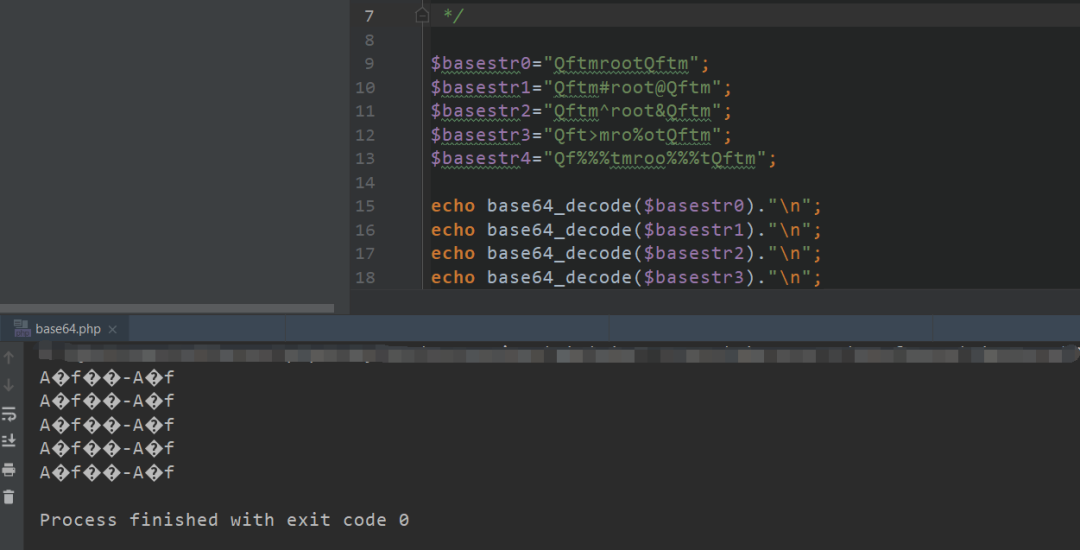 7 */
8
9 $basestr0="QftmrootQftm";
10 $basestr1="Qftm#root@Qftm";
11 $basestr2="Qftm^root&Qftm";
12 $basestr3="Qft>mro%otQftm";
13 $basestr4="Qf%%%tmroo%%%tQftm";
14
15 echo base64_decode($basestr0)."\n";
16 echo base64_decode($basestr1)."\n";
17 echo base64_decode($basestr2)."\n";
18 echo base64_decode($basestr3)."\n";
base64.php ×
A�f��-A�f
A�f��-A�f
A�f��-A�f
A�f��-A�f
A�f��-A�f
Process finished with exit code 0